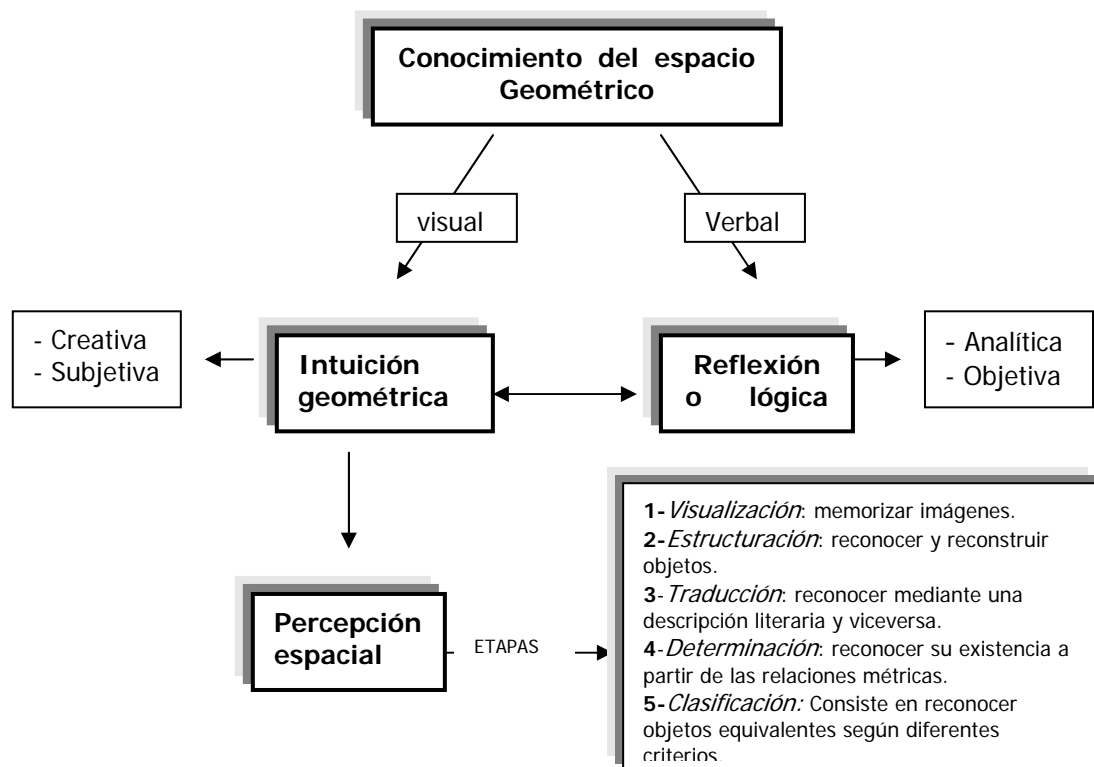 Conocimiento del espacio
Geométrico
visual
Verbal
- Creativa
- Subjetiva
Intuición
geométrica
Reflexión
o lógica
- Analítica
- Objetiva
Percepción
espacial
ETAPAS
1-Visualización: memorizar imágenes.
2-Estructuración: reconocer y reconstruir
objetos.
3-Traducción: reconocer mediante una
descripción literaria y viceversa.
4-Determinación: reconocer su existencia a
partir de las relaciones métricas.
5-Clasificación: Consiste en reconocer
objetos equivalentes según diferentes
criterios.